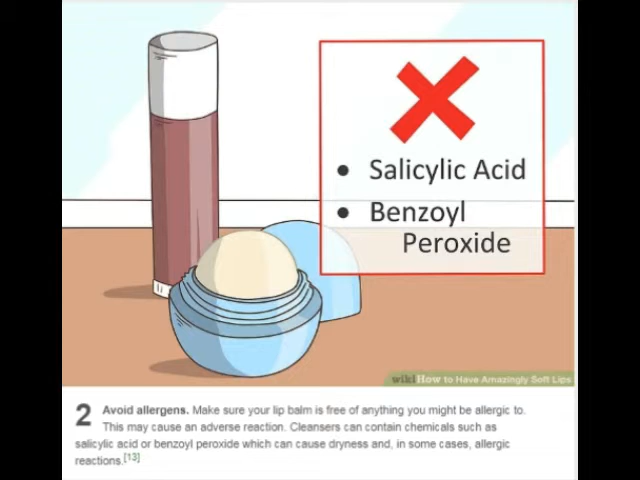 • Salicylic Acid
• Benzoyl
Peroxide
wikiHow to Have Amazingly Soft Lips
2 Avoid allergens. Make sure your lip balm is free of anything you might be allergic to.
This may cause an adverse reaction. Cleansers can contain chemicals such as
salicylic acid or benzoyl peroxide which can cause dryness and, in some cases, allergic
reactions.[13]